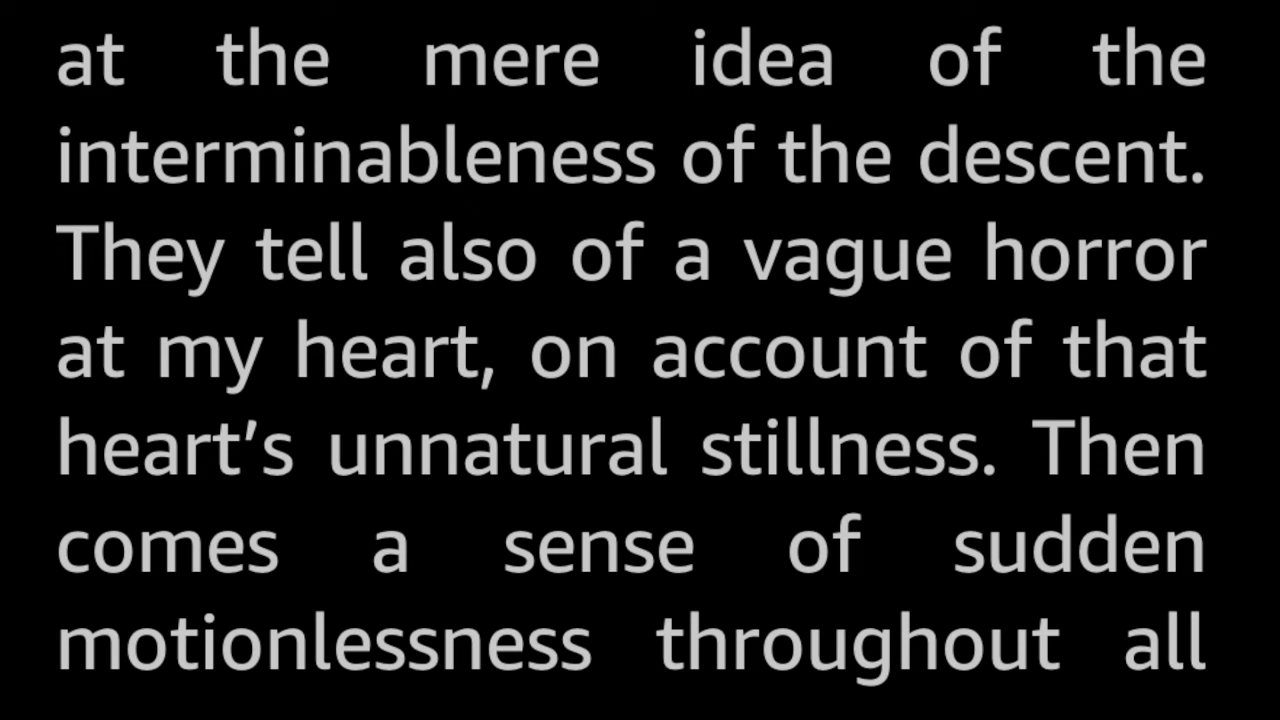 at the mere idea of the
interminableness of the descent.
They tell also of a vague horror
at my heart, on account of that
heart’s unnatural stillness. Then
comes a sense of sudden
motionlessness throughout all